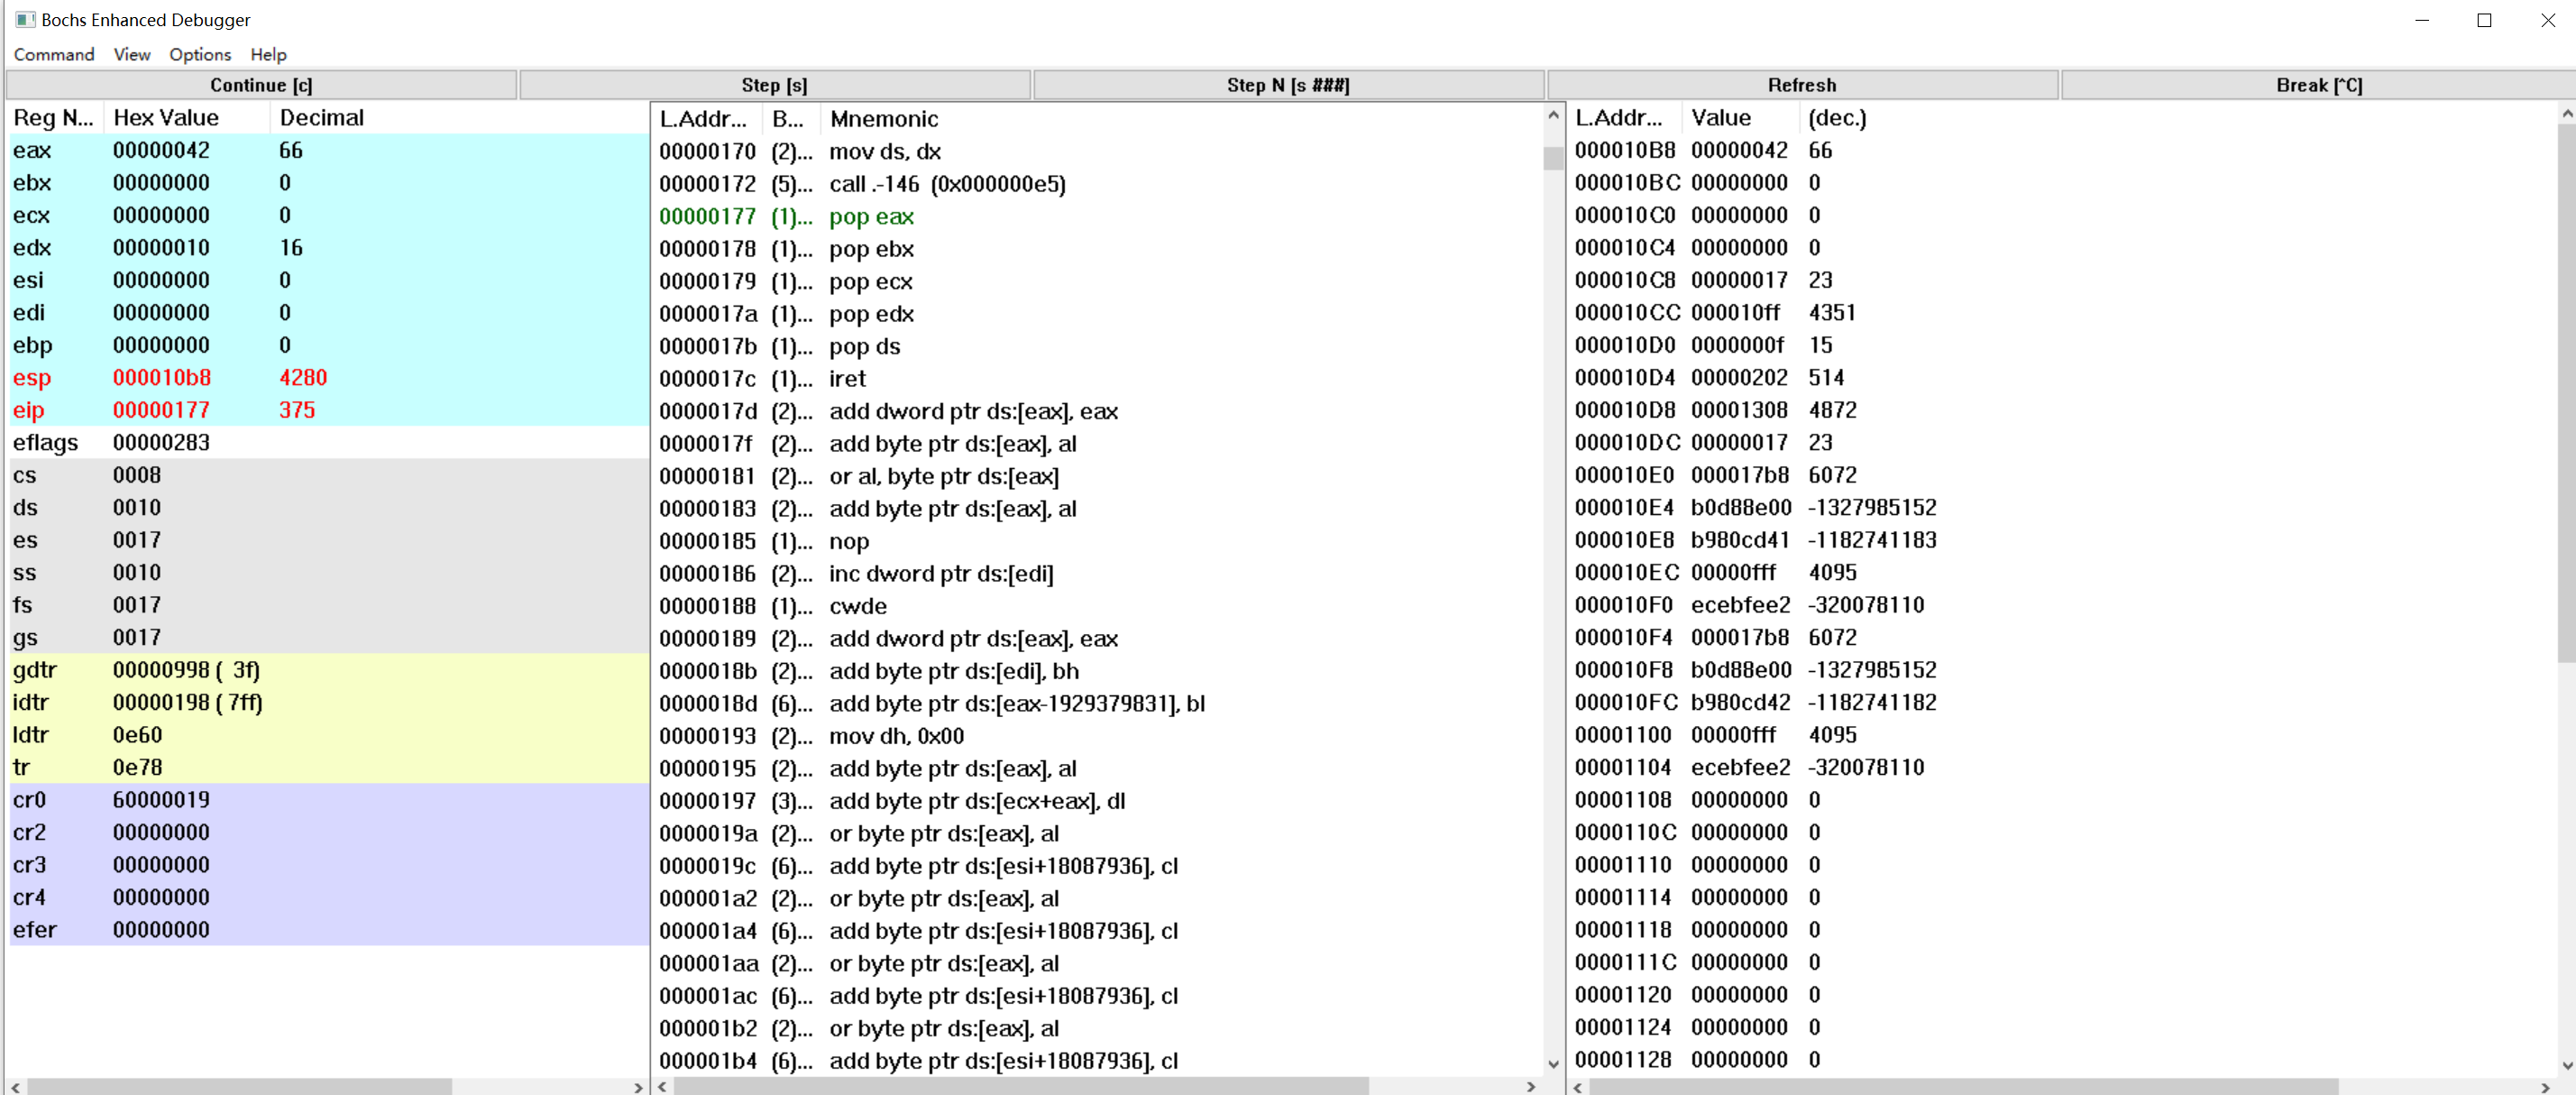 Bochs Enhanced Debugger
Command View Options Help
Continue [c] Step [s] Step N [s ###] Refresh Break [^C]
Reg N... Hex Value Decimal
eax 00000042 66
ebx 00000000 0
ecx 00000000 0
edx 00000010 16
esi 00000000 0
edi 00000000 0
ebp 00000000 0
esp 000010b8 4280
eip 00000177 375
eflags 00000283
cs 0008
ds 0010
es 0017
ss 0010
fs 0017
gs 0017
gdtr 00000998 ( 3f)
idtr 00000198 ( 7ff)
ldtr 0e60
tr 0e78
cr0 60000019
cr2 00000000
cr3 00000000
cr4 00000000
efer 00000000
L.Addr... B... Mnemonic
00000170 (2)... mov ds, dx
00000172 (5)... call .-146 (0x000000e5)
00000177 (1)... pop eax
00000178 (1)... pop ebx
00000179 (1)... pop ecx
0000017a (1)... pop edx
0000017b (1)... pop ds
0000017c (1)... iret
0000017d (2)... add dword ptr ds:[eax], eax
0000017f (2)... add byte ptr ds:[eax], al
00000181 (2)... or al, byte ptr ds:[eax]
00000183 (2)... add byte ptr ds:[eax], al
00000185 (1)... nop
00000186 (2)... inc dword ptr ds:[edi]
00000188 (1)... cwde
00000189 (2)... add dword ptr ds:[eax], eax
0000018b (2)... add byte ptr ds:[edi], bh
0000018d (6)... add byte ptr ds:[eax-1929379831], bl
00000193 (2)... mov dh, 0x00
00000195 (2)... add byte ptr ds:[eax], al
00000197 (3)... add byte ptr ds:[ecx+eax], dl
0000019a (2)... or byte ptr ds:[eax], al
0000019c (6)... add byte ptr ds:[esi+18087936], cl
000001a2 (2)... or byte ptr ds:[eax], al
000001a4 (6)... add byte ptr ds:[esi+18087936], cl
000001aa (2)... or byte ptr ds:[eax], al
000001ac (6)... add byte ptr ds:[esi+18087936], cl
000001b2 (2)... or byte ptr ds:[eax], al
000001b4 (6)... add byte ptr ds:[esi+18087936], cl
L.Addr... Value (dec.)
000010B8 00000042 66
000010BC 00000000 0
000010C0 00000000 0
000010C4 00000000 0
000010C8 00000017 23
000010CC 000010ff 4351
000010D0 0000000f 15
000010D4 00000202 514
000010D8 00001308 4872
000010DC 00000017 23
000010E0 000017b8 6072
000010E4 b0d88e00 -1327985152
000010E8 b980cd41 -1182741183
000010EC 00000fff 4095
000010F0 ecebfee2 -320078110
000010F4 000017b8 6072
000010F8 b0d88e00 -1327985152
000010FC b980cd42 -1182741182
00001100 00000fff 4095
00001104 ecebfee2 -320078110
00001108 00000000 0
0000110C 00000000 0
00001110 00000000 0
00001114 00000000 0
00001118 00000000 0
0000111C 00000000 0
00001120 00000000 0
00001124 00000000 0
00001128 00000000 0